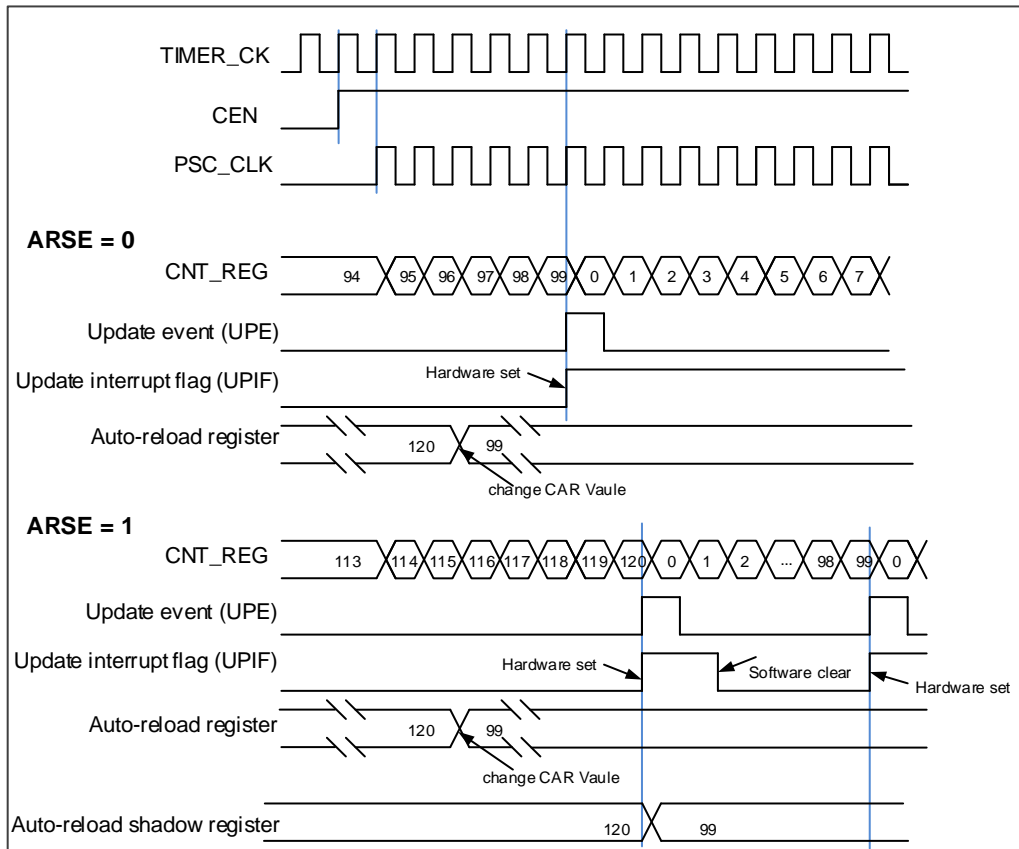 TIMER_CK
CEN
PSC_CLK
ARSE = 0
CNT_REG 94 95 96 97 98 99 0 1 2 3 4 5 6 7
Update event (UPE)
Update interrupt flag (UPIF) Hardware set
Auto-reload register 120 99
change CAR Vaule
ARSE = 1
CNT_REG 113 114 115 116 117 118 119 120 0 1 2 ... 98 99 0
Update event (UPE)
Update interrupt flag (UPIF) Hardware set Software clear Hardware set
Auto-reload register 120 99
change CAR Vaule
Auto-reload shadow register 120 99